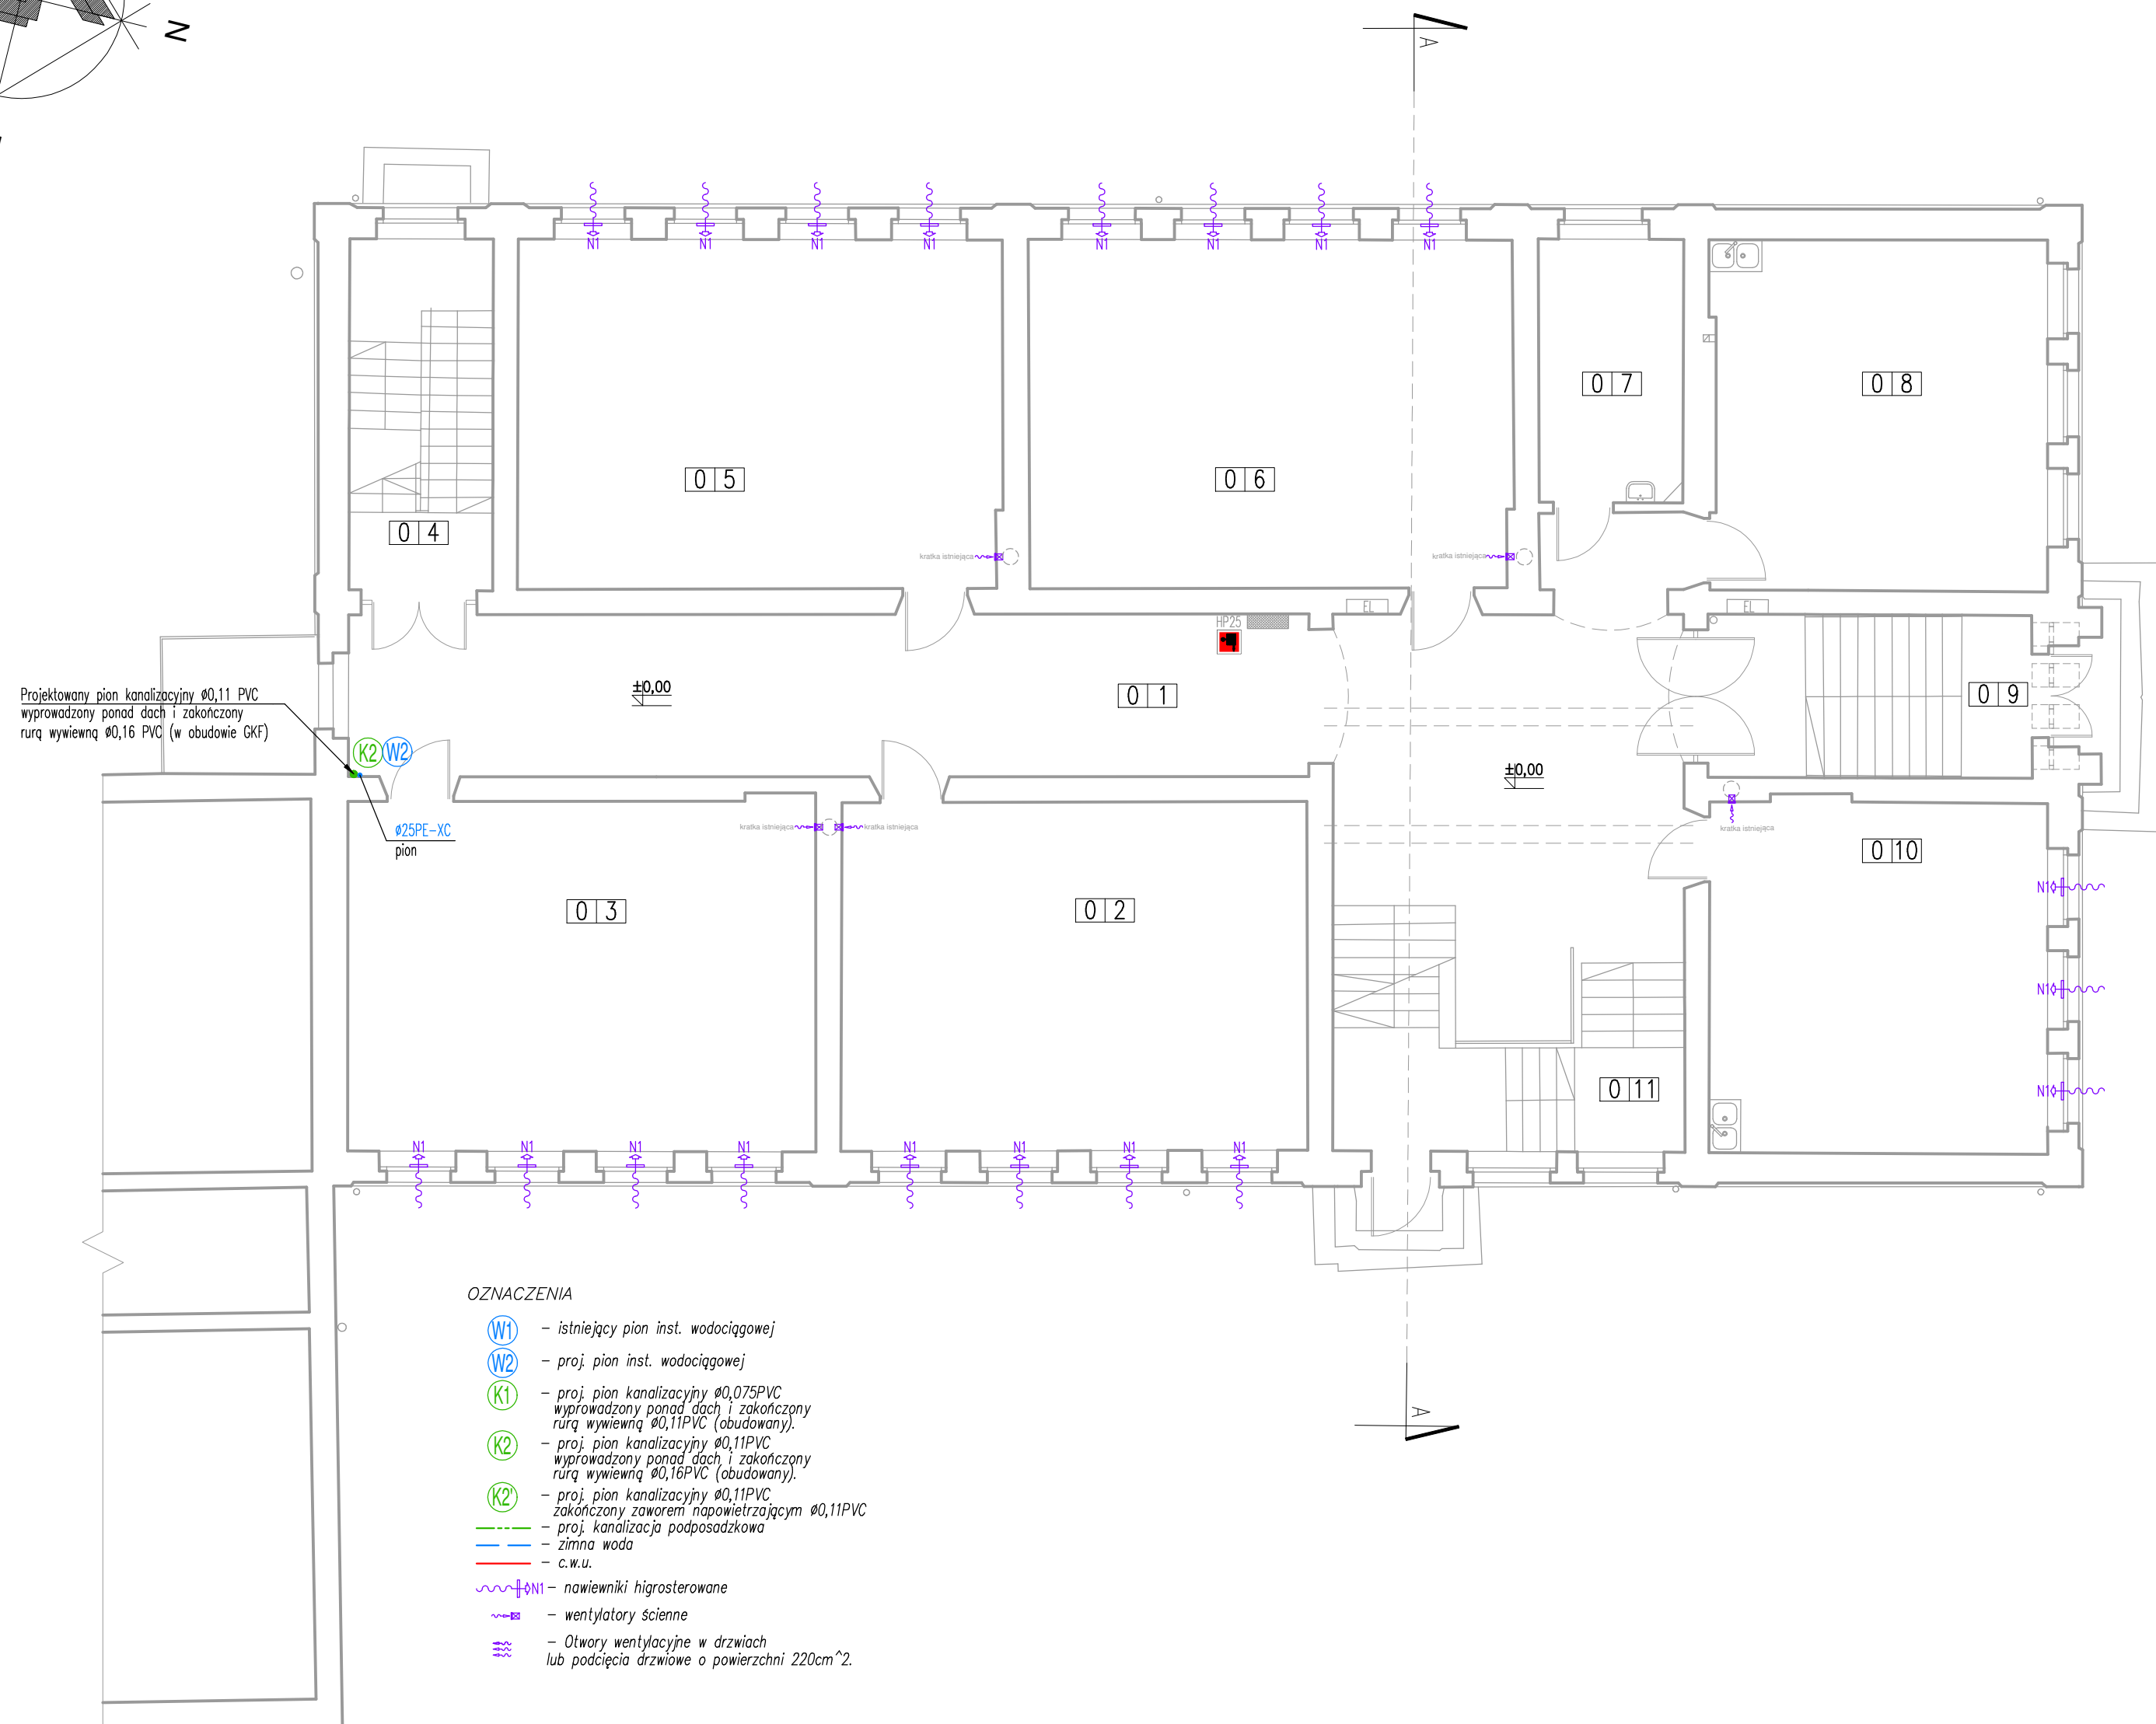 N
A
N1 N1 N1 N1 N1 N1 N1 N1
0 7
0 8
0 5
0 6
0 4
kratka istniejąca
kratka istniejąca
EL
EL
HP25
±0,00
0 1
0 9
Projektowany pion kanalizacyjny ø0,11 PVC
wyprowadzony ponad dach i zakończony
rurą wywiewną ø0,16 PVC (w obudowie GKF)
K2 W2
±0,00
ø25PE-XC
pion
kratka istniejąca
kratka istniejąca
kratka istniejąca
0 10
N1
0 3
0 2
N1
0 11
N1
N1 N1 N1 N1 N1 N1 N1 N1
A
OZNACZENIA
W1 – istniejący pion inst. wodociągowej
W2 – proj. pion inst. wodociągowej
K1 – proj. pion kanalizacyjny ø0,075PVC
wyprowadzony ponad dach i zakończony
rurą wywiewną ø0,11PVC (obudowany).
K2 – proj. pion kanalizacyjny ø0,11PVC
wyprowadzony ponad dach i zakończony
rurą wywiewną ø0,16PVC (obudowany).
K2' – proj. pion kanalizacyjny ø0,11PVC
zakończony zaworem napowietrzającym ø0,11PVC
– proj. kanalizacja podposadzkowa
– zimna woda
– c.w.u.
N1 – nawiewniki higrosterowane
– wentylatory ścienne
– Otwory wentylacyjne w drzwiach
lub podcięcia drzwiowe o powierzchni 220cm^2.